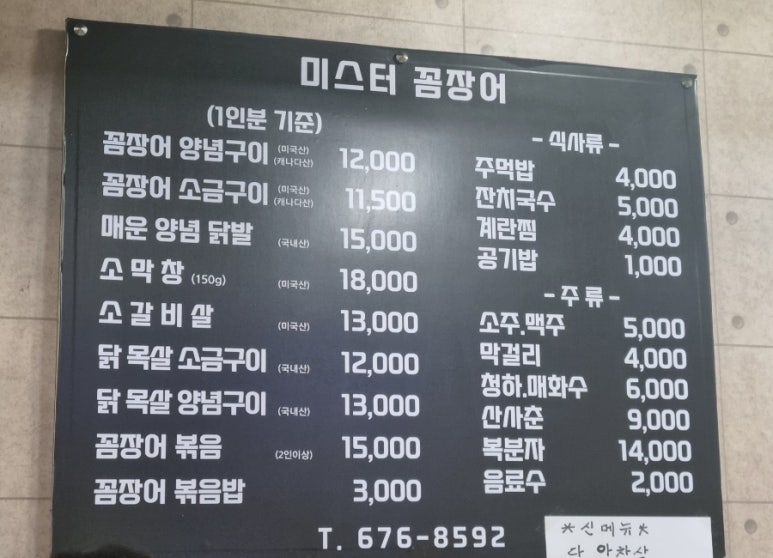 미스터 꼼장어
(1인분 기준)
꼼장어 양념구이 (미국산) (캐나다산) 12,000
꼼장어 소금구이 (미국산) (캐나다산) 11,500
매운 양념 닭발 (국내산) 15,000
소 막 창 (150g) (미국산) 18,000
소 갈 비 살 (미국산) 13,000
닭 목살 소금구이 (국내산) 12,000
닭 목살 양념구이 (국내산) 13,000
꼼장어 볶음 (2인이상) 15,000
꼼장어 볶음밥 3,000
- 식사류 -
주먹밥 4,000
잔치국수 5,000
계란찜 4,000
공기밥 1,000
- 주 류 -
소주.맥주 5,000
막걸리 4,000
청하.매화수 6,000
산사춘 9,000
복분자 14,000
음료수 2,000
T. 676-8592
*신메뉴*